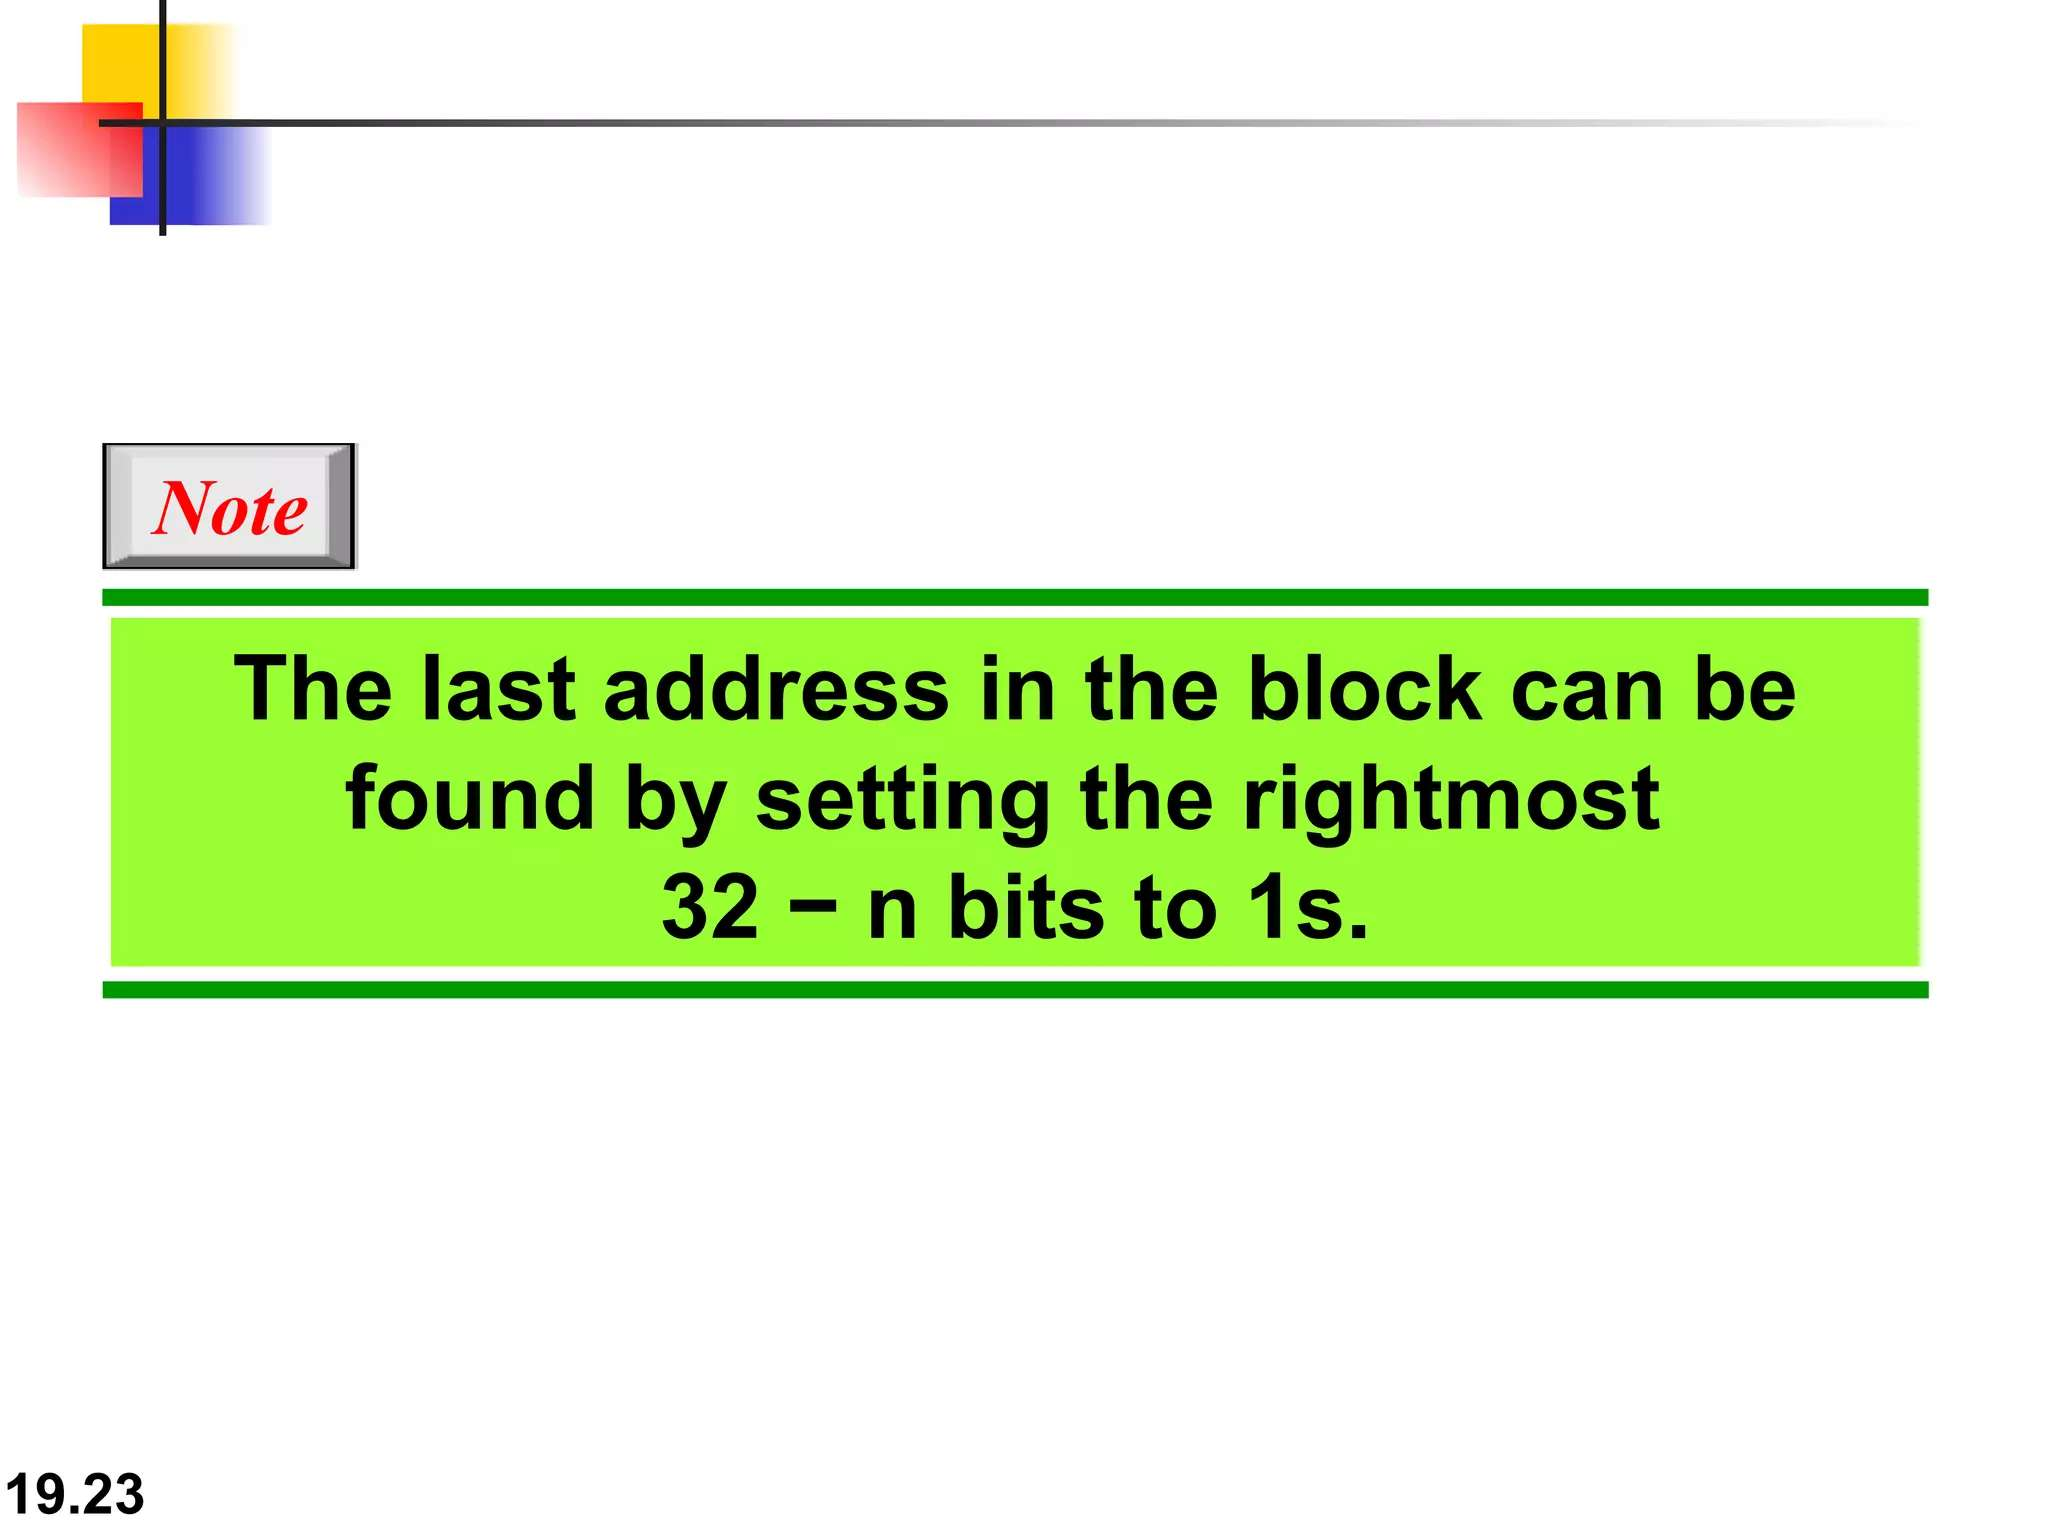 Note
The last address in the block can be
found by setting the rightmost
32 − n bits to 1s.
19.23